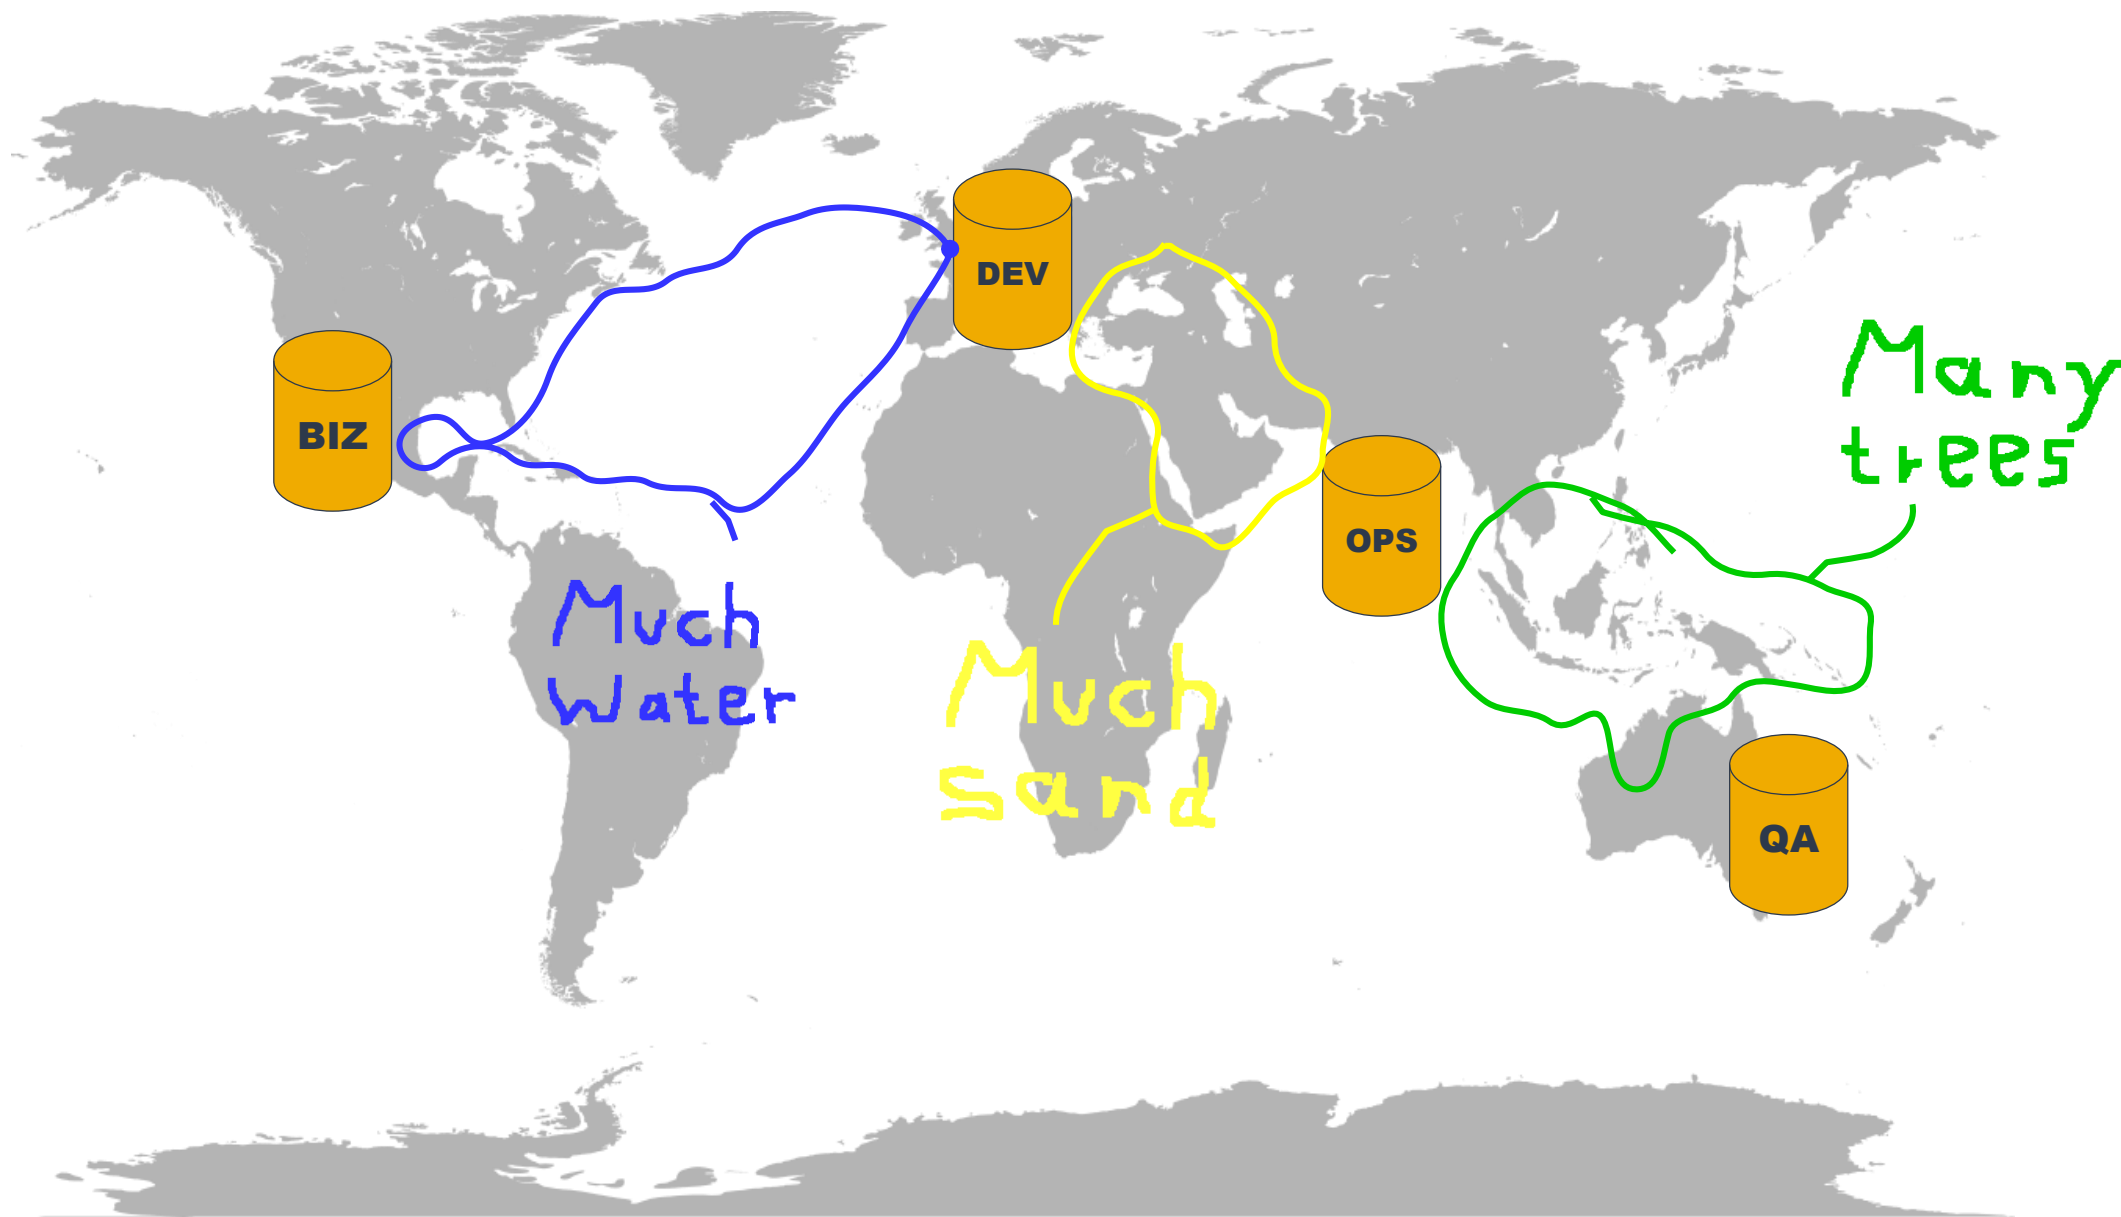 DEV
BIZ
OPS
QA
Much
Water
Much
sand
Many
trees